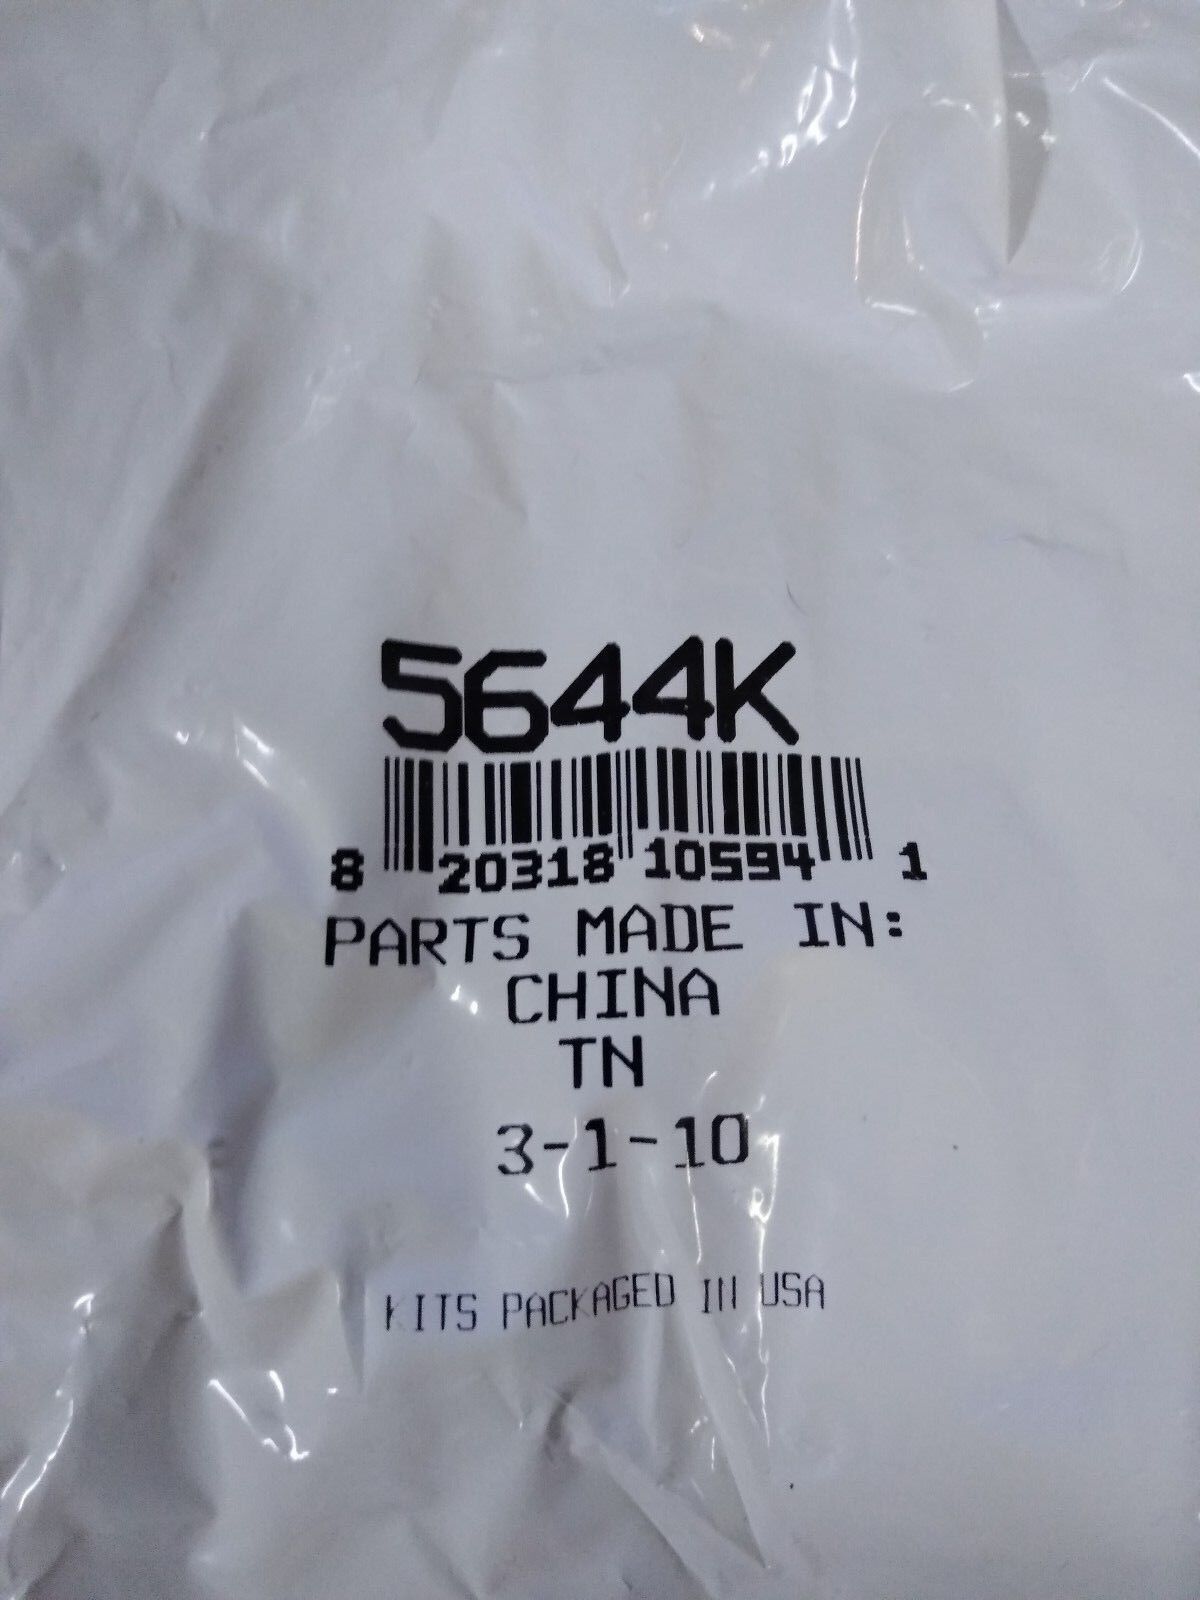 5644K
8 20318 10594 1
PARTS MADE IN:
CHINA
TN
3-1-10
KITS PACKAGED IN USA